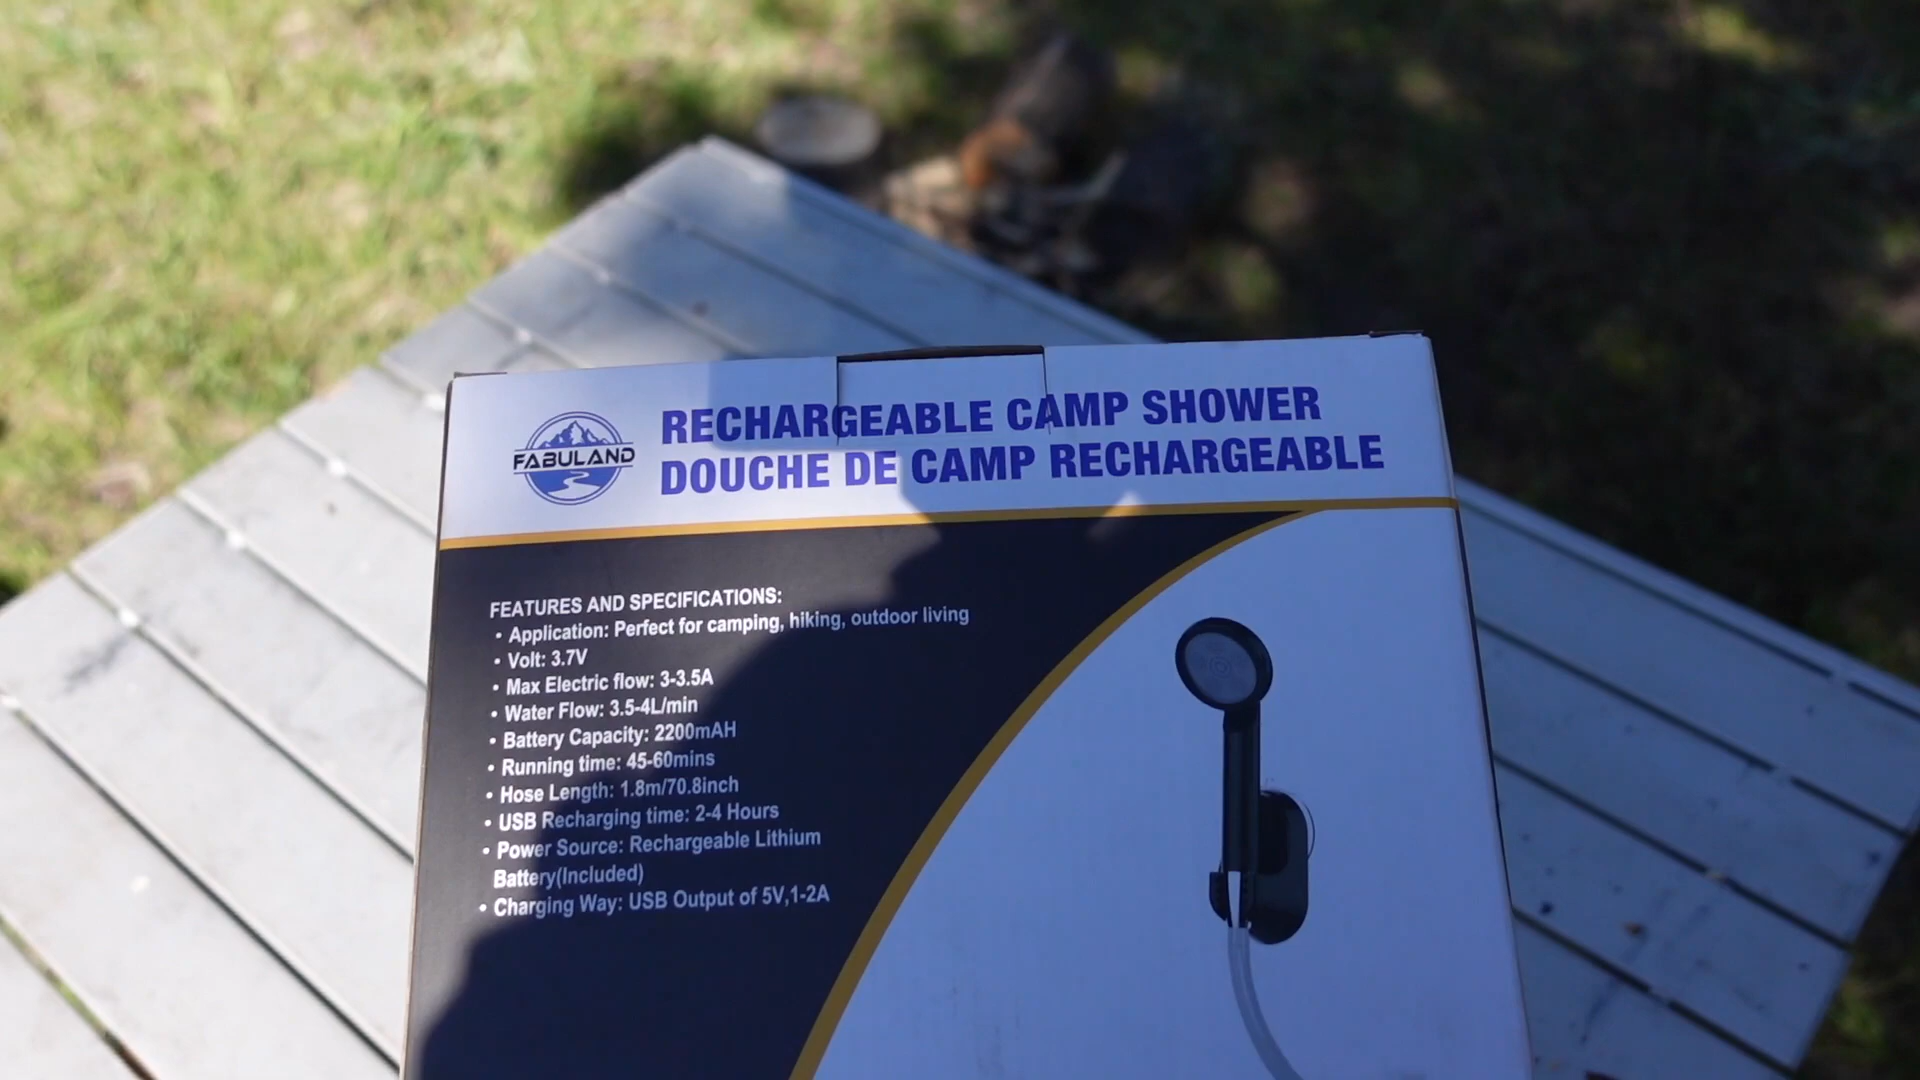 FABULAND
RECHARGEABLE CAMP SHOWER
DOUCHE DE CAMP RECHARGEABLE
FEATURES AND SPECIFICATIONS:
• Application: Perfect for camping, hiking, outdoor living
• Volt: 3.7V
• Max Electric flow: 3-3.5A
• Water Flow: 3.5-4L/min
• Battery Capacity: 2200mAH
• Running time: 45-60mins
• Hose Length: 1.8m/70.8inch
• USB Recharging time: 2-4 Hours
• Power Source: Rechargeable Lithium
Battery(Included)
• Charging Way: USB Output of 5V,1-2A